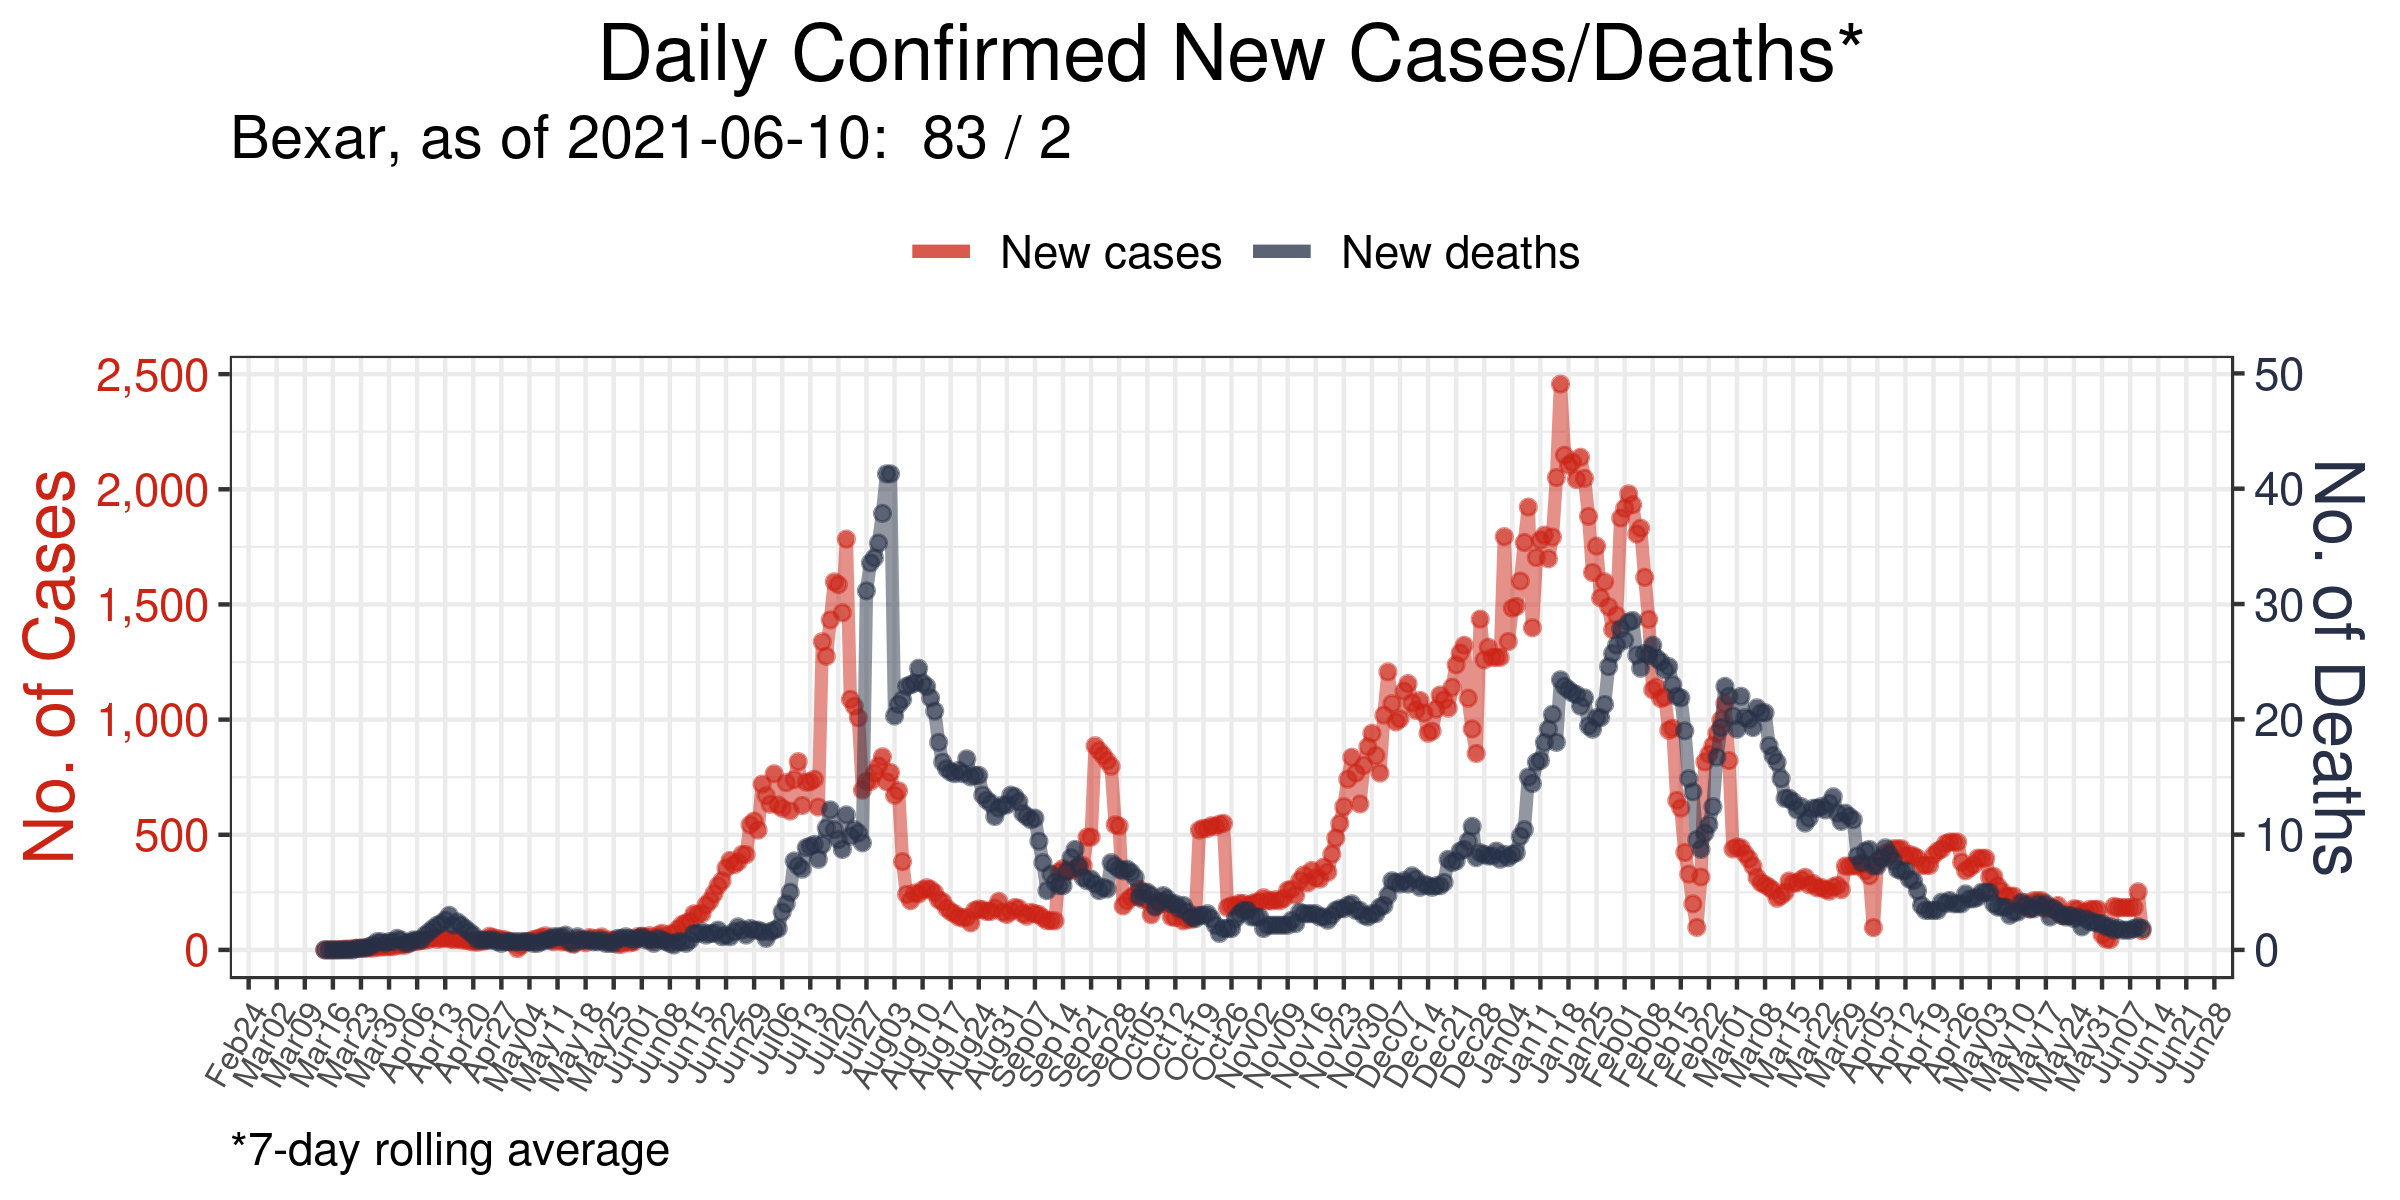 Daily Confirmed New Cases/Deaths*
Bexar, as of 2021-06-10:  83 / 2
New cases New deaths
No. of Cases
2,500
2,000
1,500
1,000
500
0
50
40
30
20
10
0
No. of Deaths
Feb24 Mar02 Mar09 Mar16 Mar23 Mar30 Apr06 Apr13 Apr20 Apr27 May04 May11 May18 May25 Jun01 Jun08 Jun15 Jun22 Jun29 Jul06 Jul13 Jul20 Jul27 Aug03 Aug10 Aug17 Aug24 Aug31 Sep07 Sep14 Sep21 Sep28 Oct05 Oct12 Oct19 Oct26 Nov02 Nov09 Nov16 Nov23 Nov30 Dec07 Dec14 Dec21 Dec28 Jan04 Jan11 Jan18 Jan25 Feb01 Feb08 Feb15 Feb22 Mar01 Mar08 Mar15 Mar22 Mar29 Apr05 Apr12 Apr19 Apr26 May03 May10 May17 May24 May31 Jun07 Jun14 Jun21 Jun28
*7-day rolling average